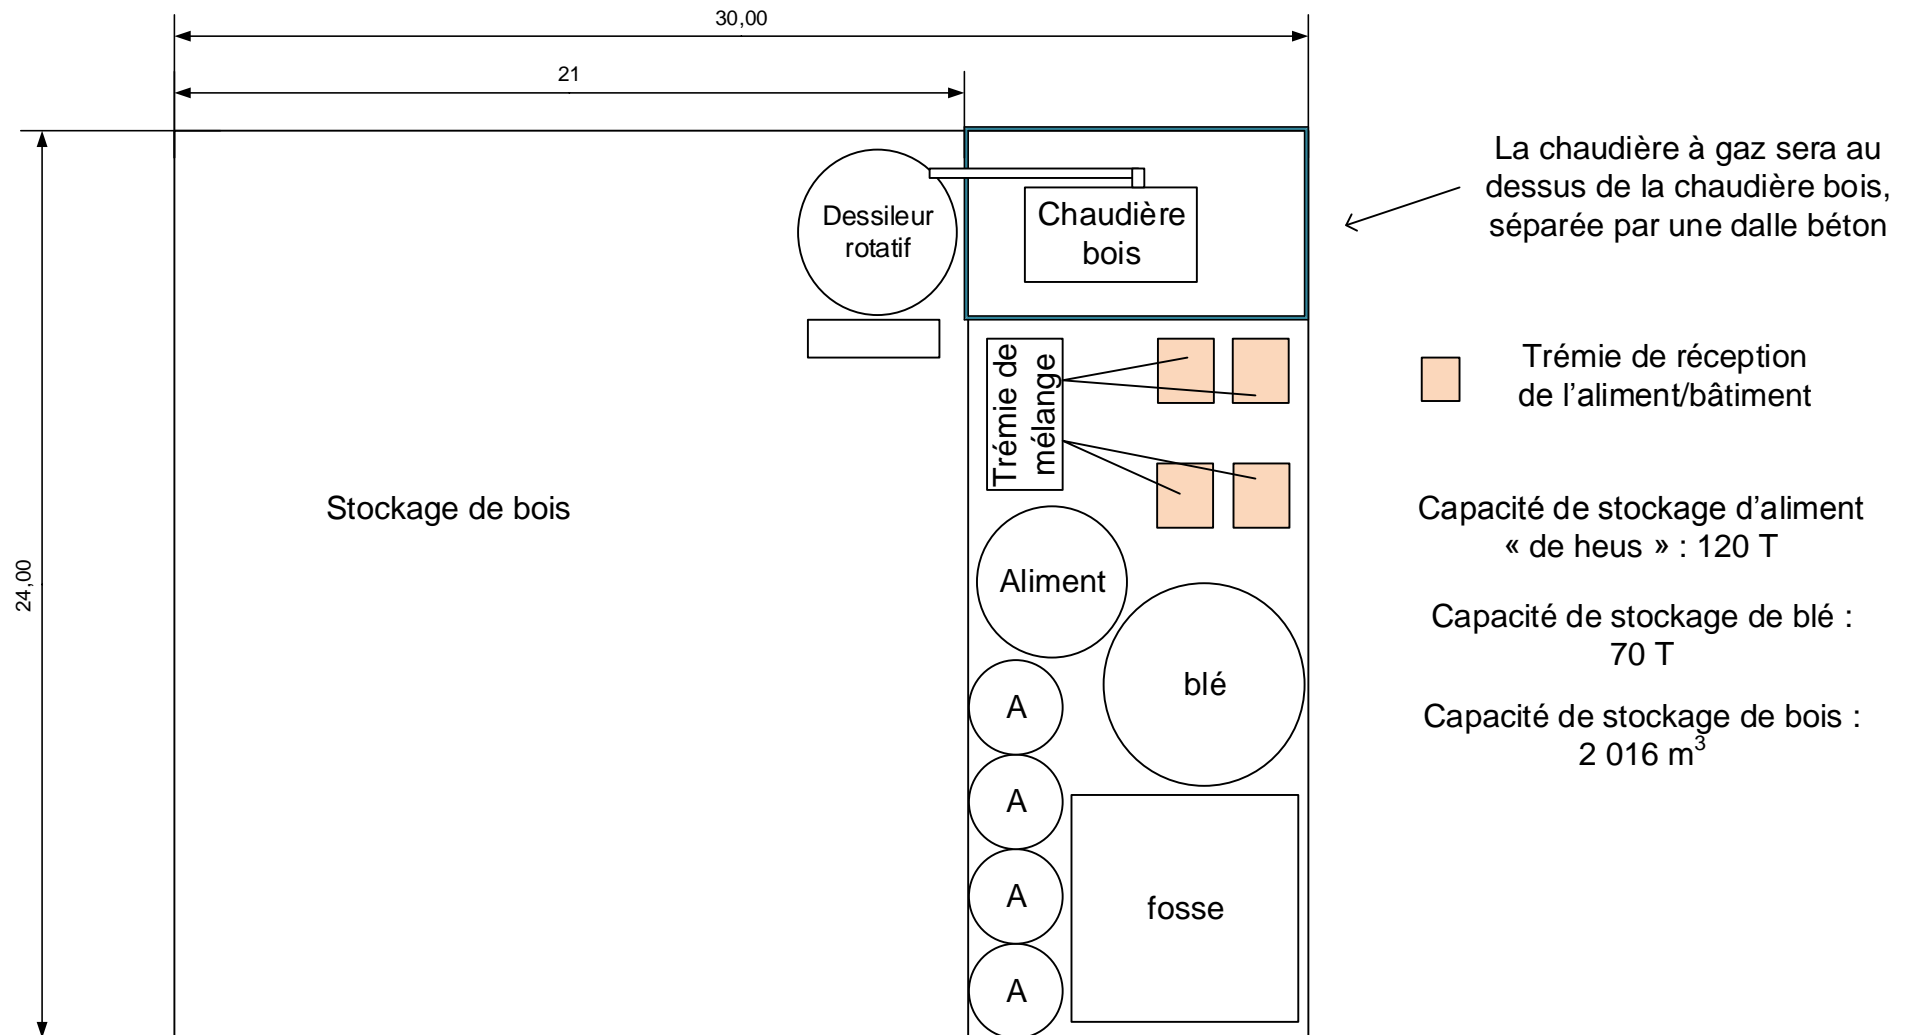 30,00
21
24,00
Dessileur
rotatif
Chaudière
bois
La chaudière à gaz sera au
dessus de la chaudière bois,
séparée par une dalle béton
Trémie de
mélange
Trémie de réception
de l’aliment/bâtiment
Stockage de bois
Capacité de stockage d’aliment
« de heus » : 120 T
Aliment
Capacité de stockage de blé :
70 T
blé
Capacité de stockage de bois :
2 016 m³
A
A
A
A
fosse